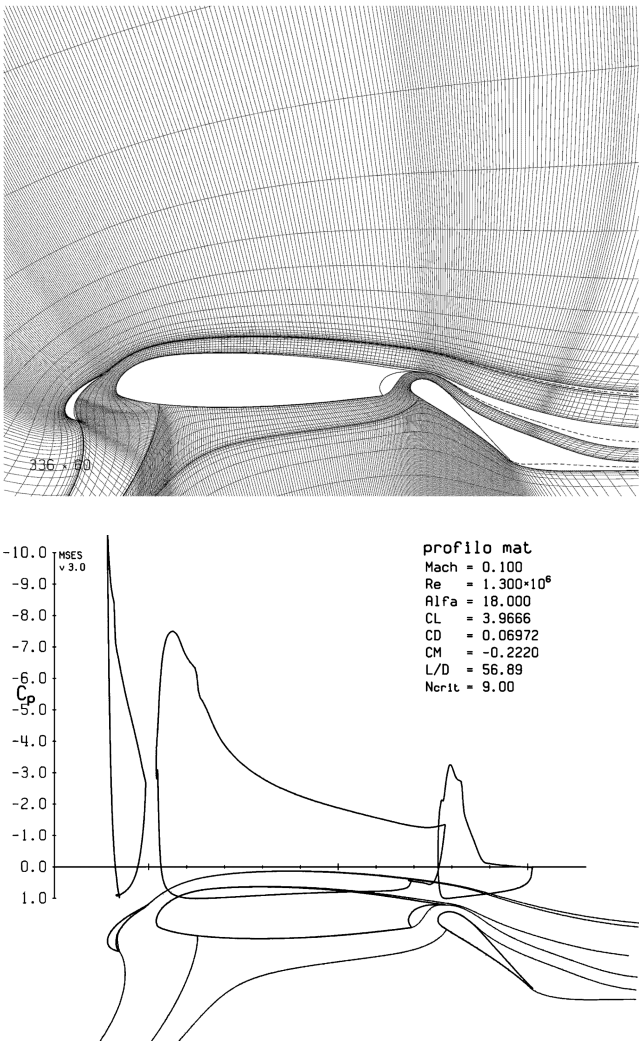 336 × 60
-10.0
MSES
v 3.0
-9.0
-8.0
-7.0
-6.0
Cp
-5.0
-4.0
-3.0
-2.0
-1.0
0.0
1.0
profilo mat
Mach = 0.100
Re = 1.300×10⁶
Alfa = 18.000
CL = 3.9666
CD = 0.06972
CM = -0.2220
L/D = 56.89
Ncrit = 9.00